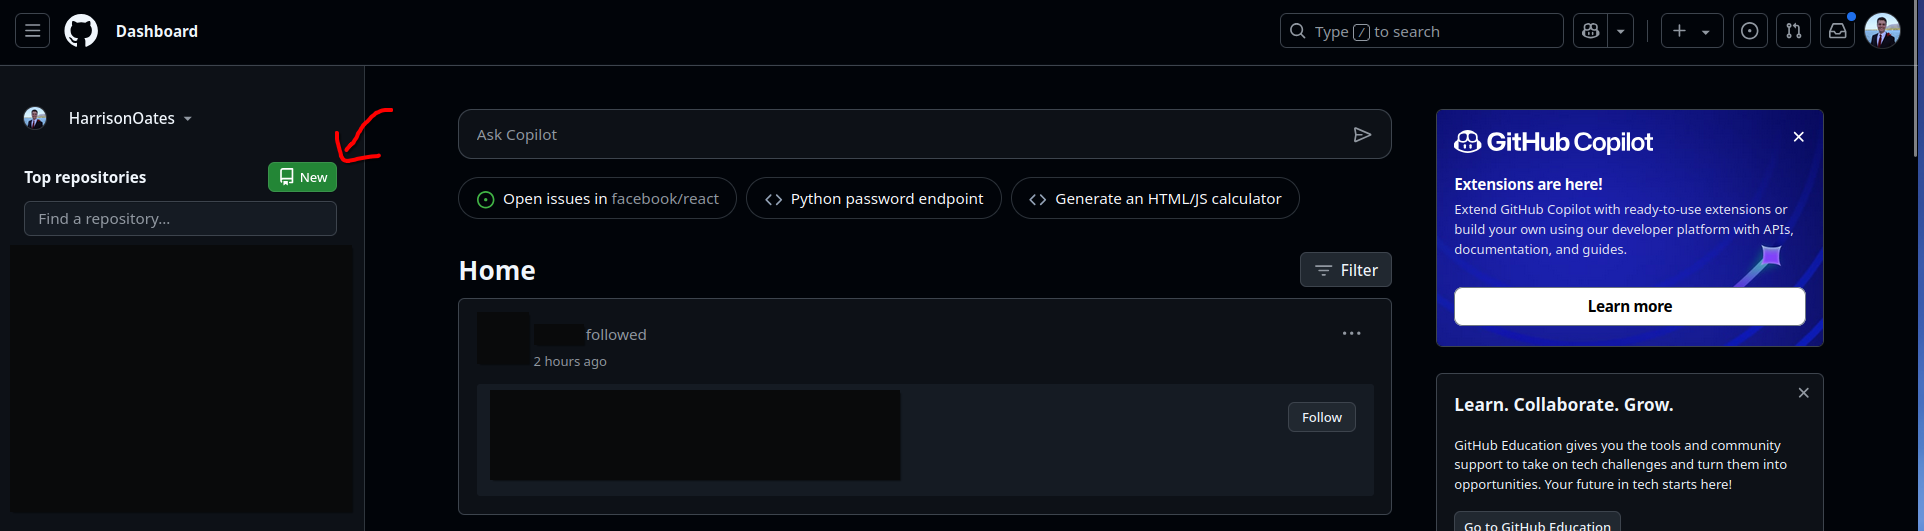 Dashboard
Type / to search
HarrisonOates
Top repositories
New
Find a repository...
Ask Copilot
Open issues in facebook/react
Python password endpoint
Generate an HTML/JS calculator
Home
Filter
followed
2 hours ago
Follow
GitHub Copilot
Extensions are here!
Extend GitHub Copilot with ready-to-use extensions or
build your own using our developer platform with APIs,
documentation, and guides.
Learn more
Learn. Collaborate. Grow.
GitHub Education gives you the tools and community
support to take on tech challenges and turn them into
opportunities. Your future in tech starts here!
Go to GitHub Education